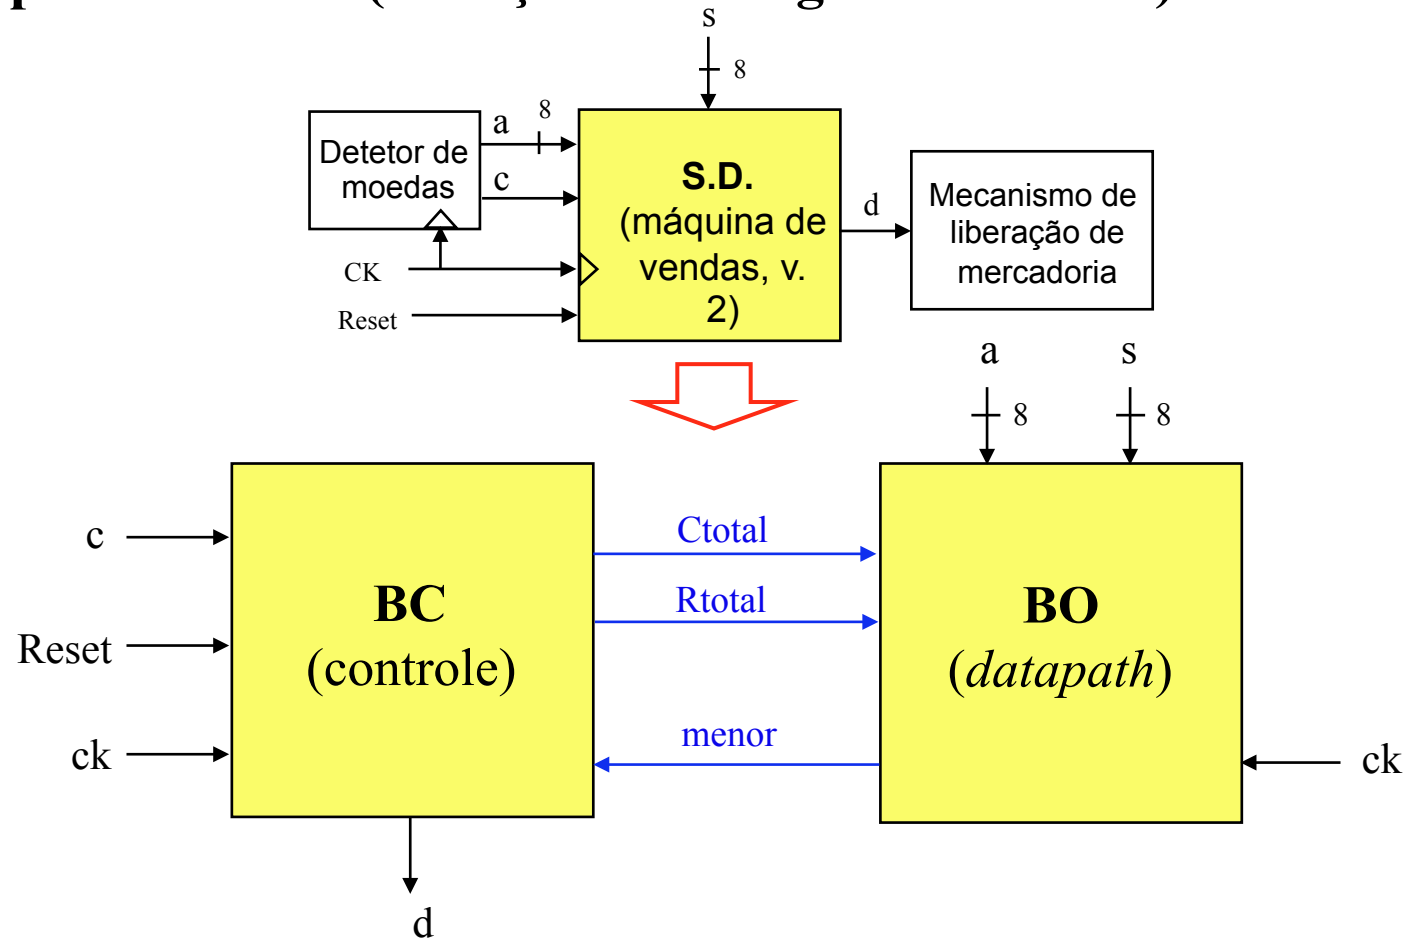 s
8
a
8
Detetor de
moedas
c
CK
Reset
S.D.
(máquina de
vendas, v.
2)
d
Mecanismo de
liberação de
mercadoria
a
s
8
8
c
Reset
ck
BC
(controle)
Ctotal
Rtotal
menor
BO
(datapath)
ck
d